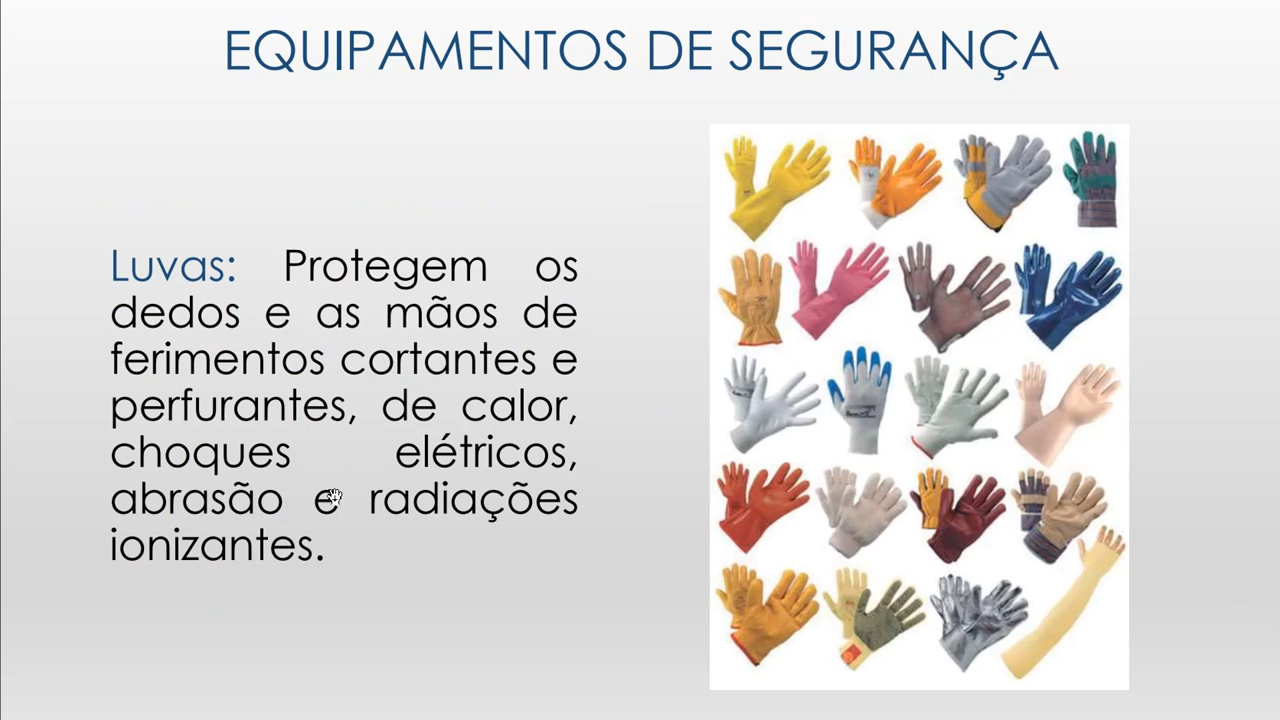 EQUIPAMENTOS DE SEGURANÇA
Luvas: Protegem os
dedos e as mãos de
ferimentos cortantes e
perfurantes, de calor,
choques elétricos,
abrasão e radiações
ionizantes.